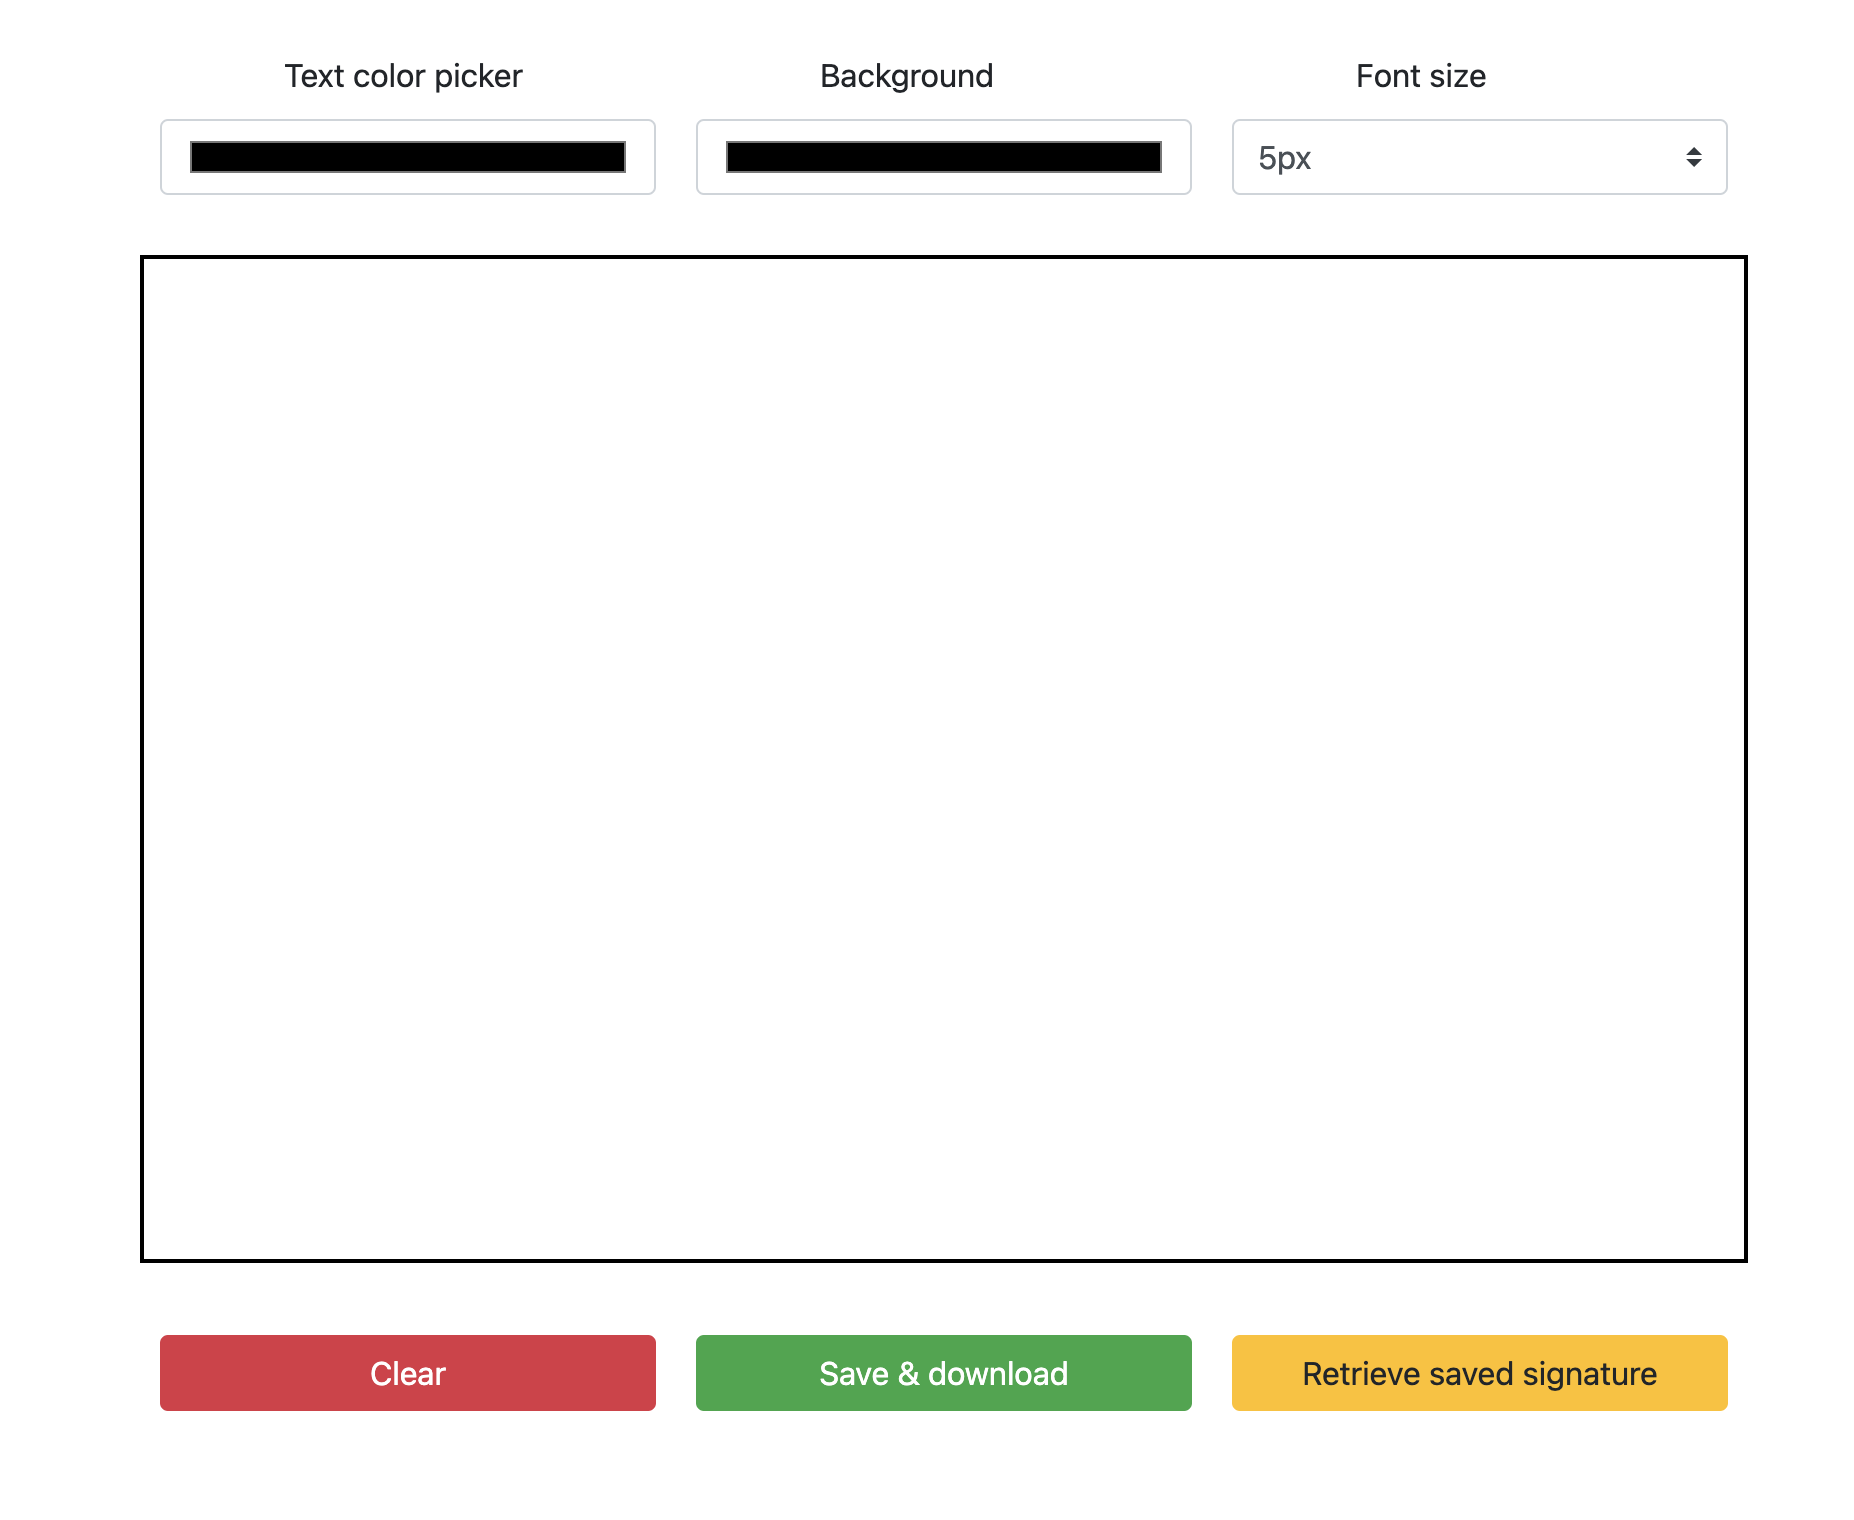 Text color picker
Background
Font size
5px
Clear
Save & download
Retrieve saved signature